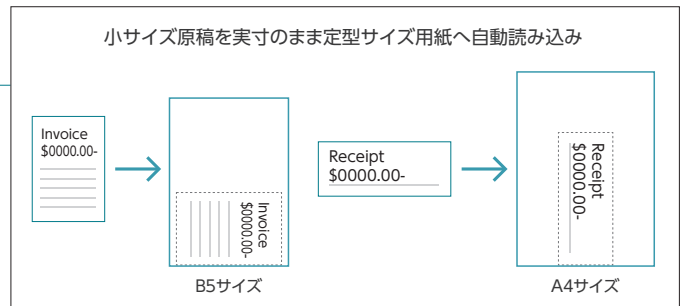 小サイズ原稿を実寸のまま定型サイズ用紙へ自動読み込み
Invoice
$0000.00-
Invoice
$0000.00-
B5サイズ
Receipt
$0000.00-
Receipt
$0000.00-
A4サイズ